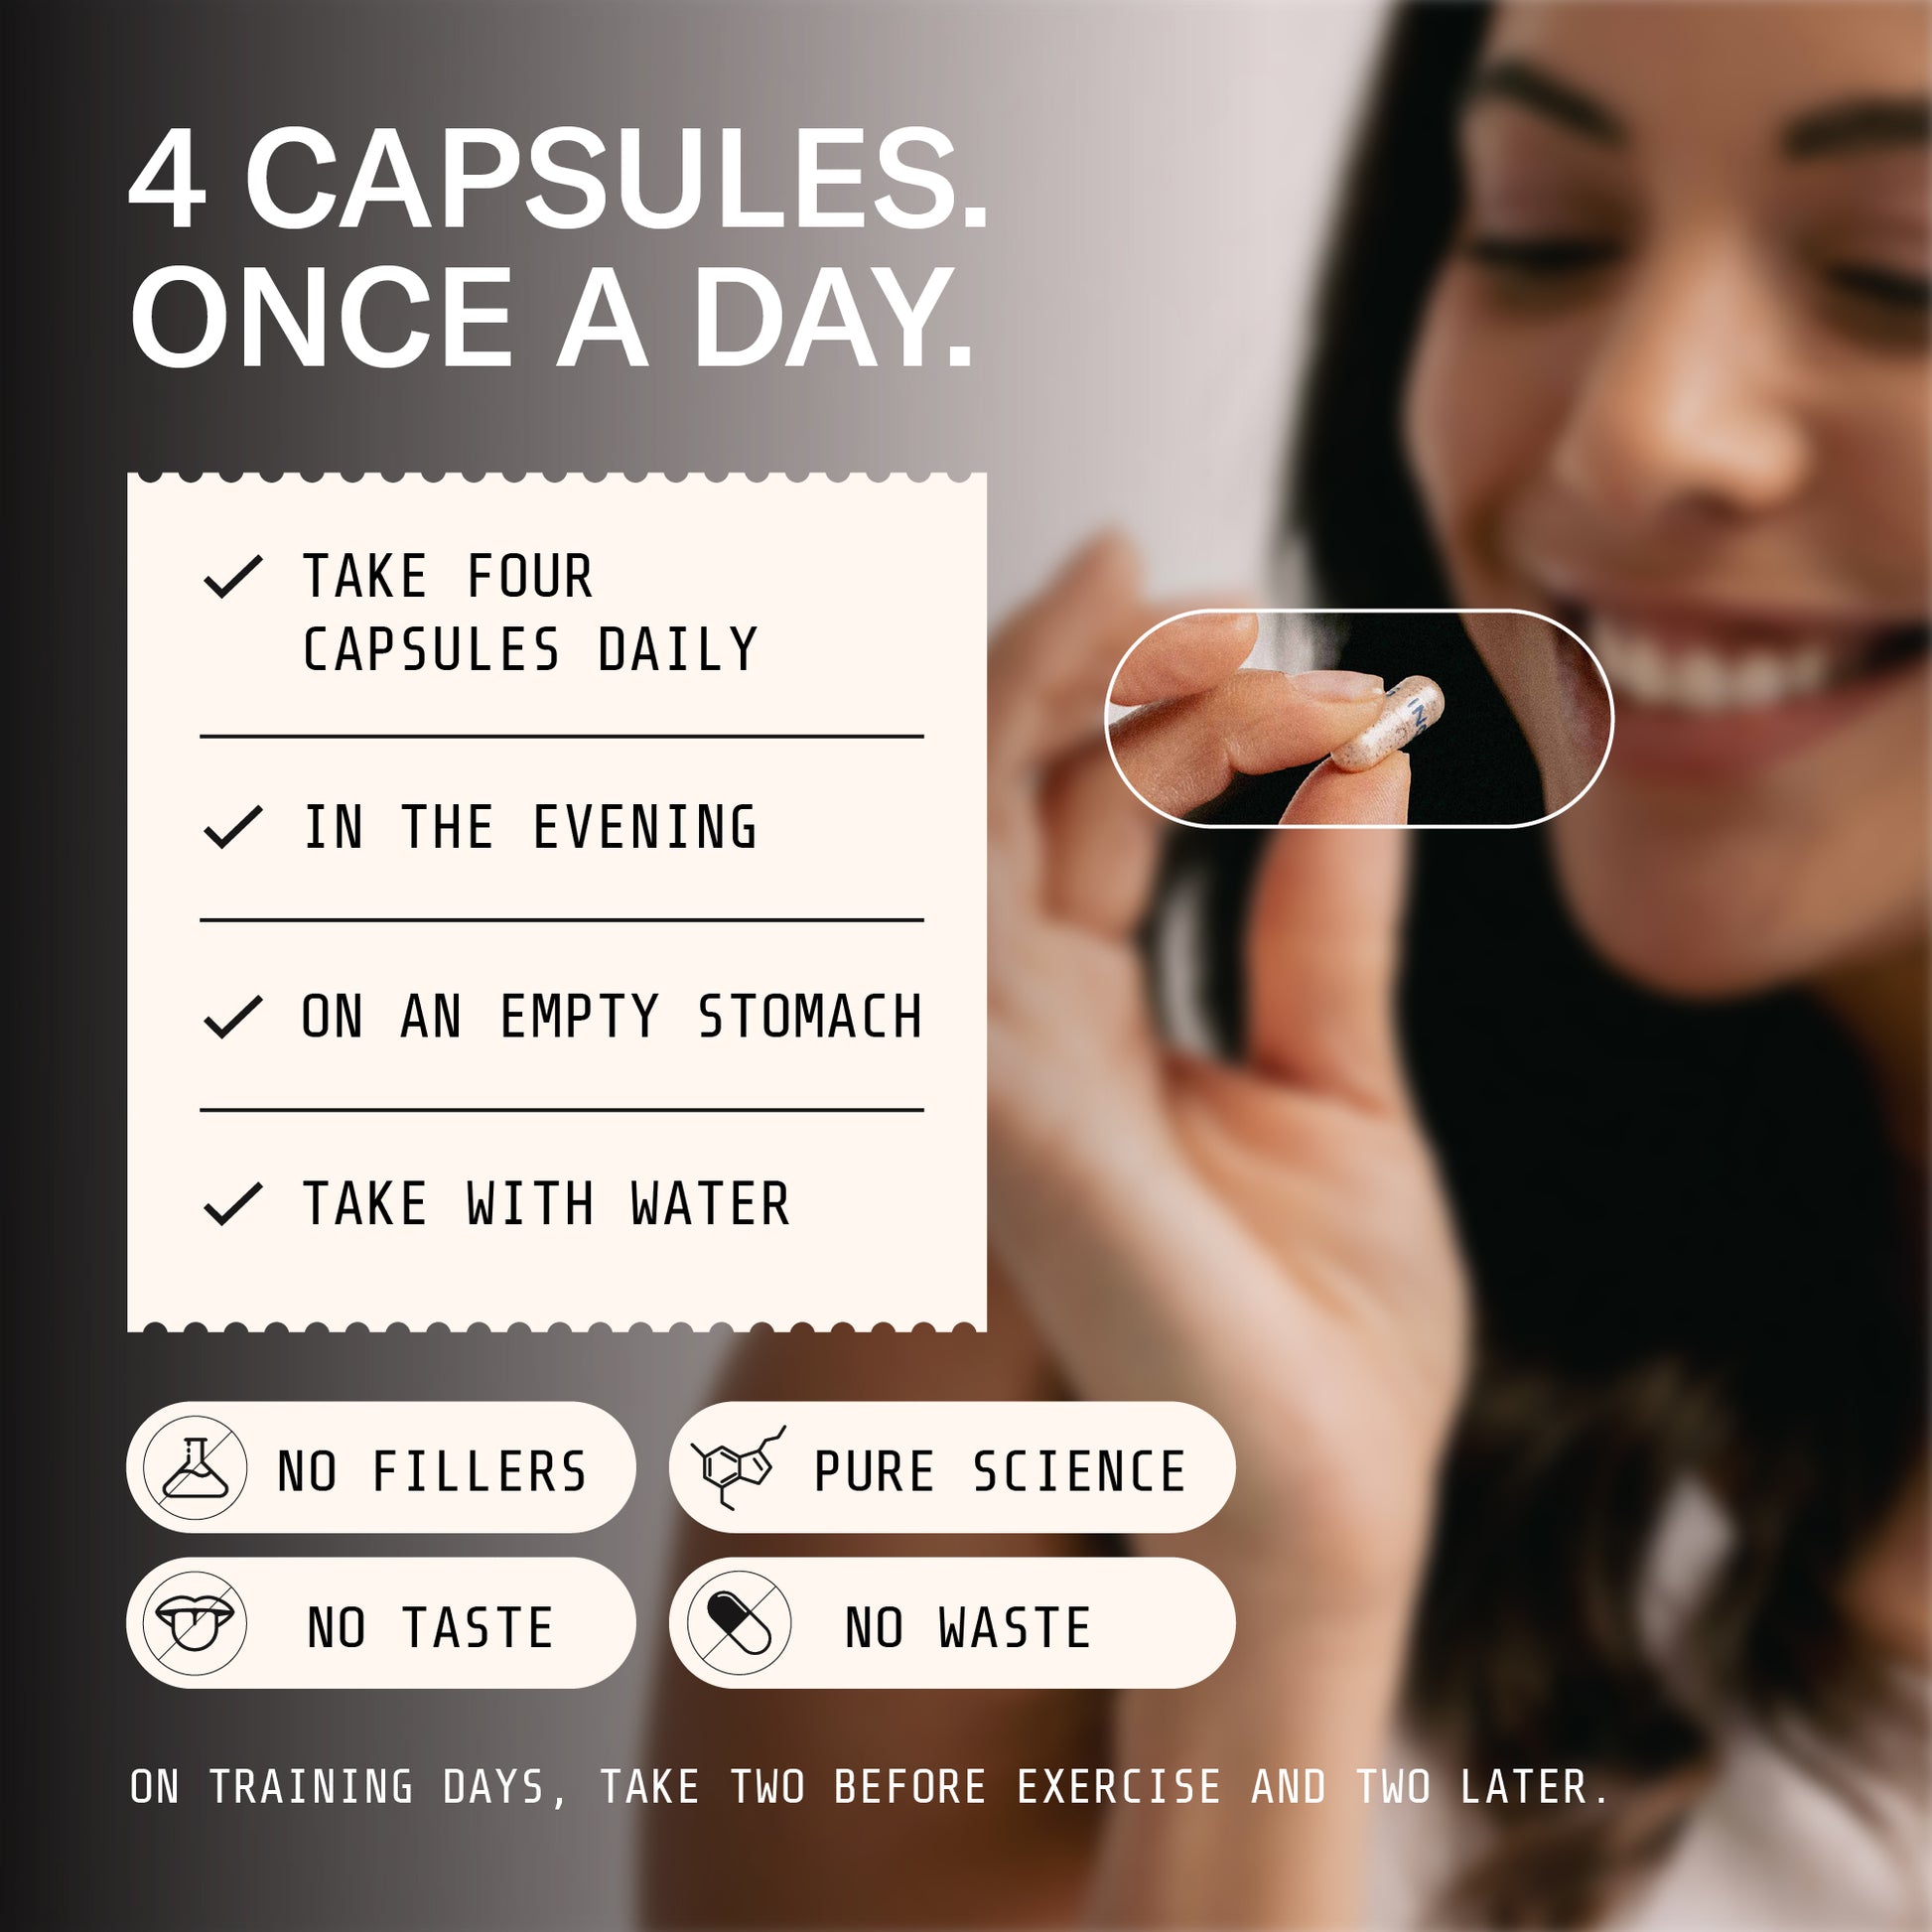 4 CAPSULES.
ONCE A DAY.
TAKE FOUR
CAPSULES DAILY
IN THE EVENING
ON AN EMPTY STOMACH
TAKE WITH WATER
NO FILLERS
PURE SCIENCE
NO TASTE
NO WASTE
ON TRAINING DAYS, TAKE TWO BEFORE EXERCISE AND TWO LATER.